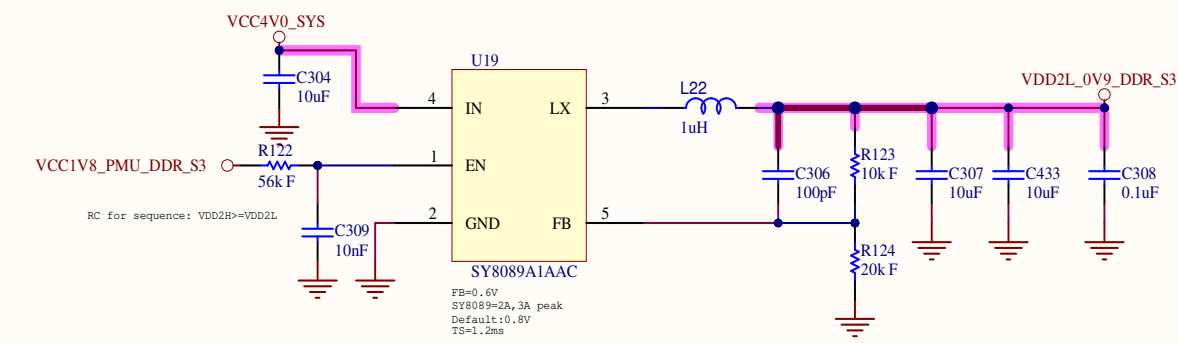 VCC4V0_SYS
C304
10uF
U19
4
IN
LX
3
L22
1uH
VDD2L_0V9_DDR_S3
VCC1V8_PMU_DDR_S3
R122
56k F
1
EN
C306
100pF
R123
10k F
C307
10uF
C433
10uF
C308
0.1uF
RC for sequence: VDD2H>=VDD2L
C309
10nF
2
GND
FB
5
R124
20k F
SY8089A1AAC
FB=0.6V
SY8089=2A,3A peak
Default:0.8V
TS=1.2ms